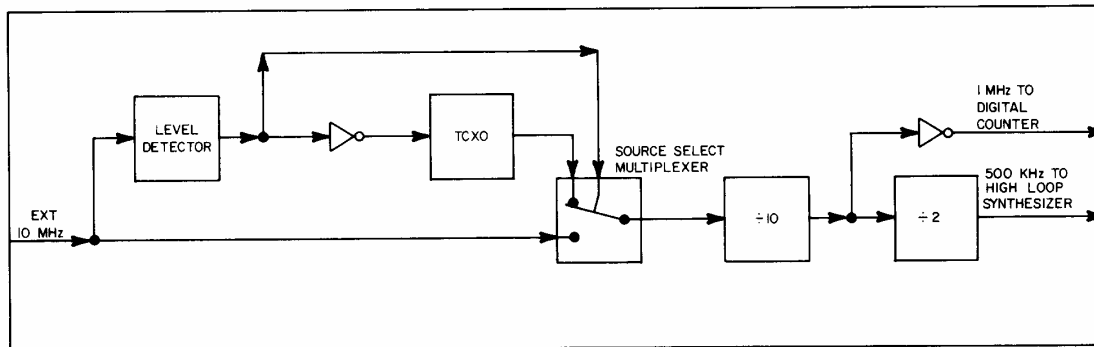 LEVEL
DETECTOR
TCXO
SOURCE SELECT
MULTIPLEXER
EXT
10 MHz
÷10
÷2
1 MHz TO
DIGITAL
COUNTER
500 KHz TO
HIGH LOOP
SYNTHESIZER